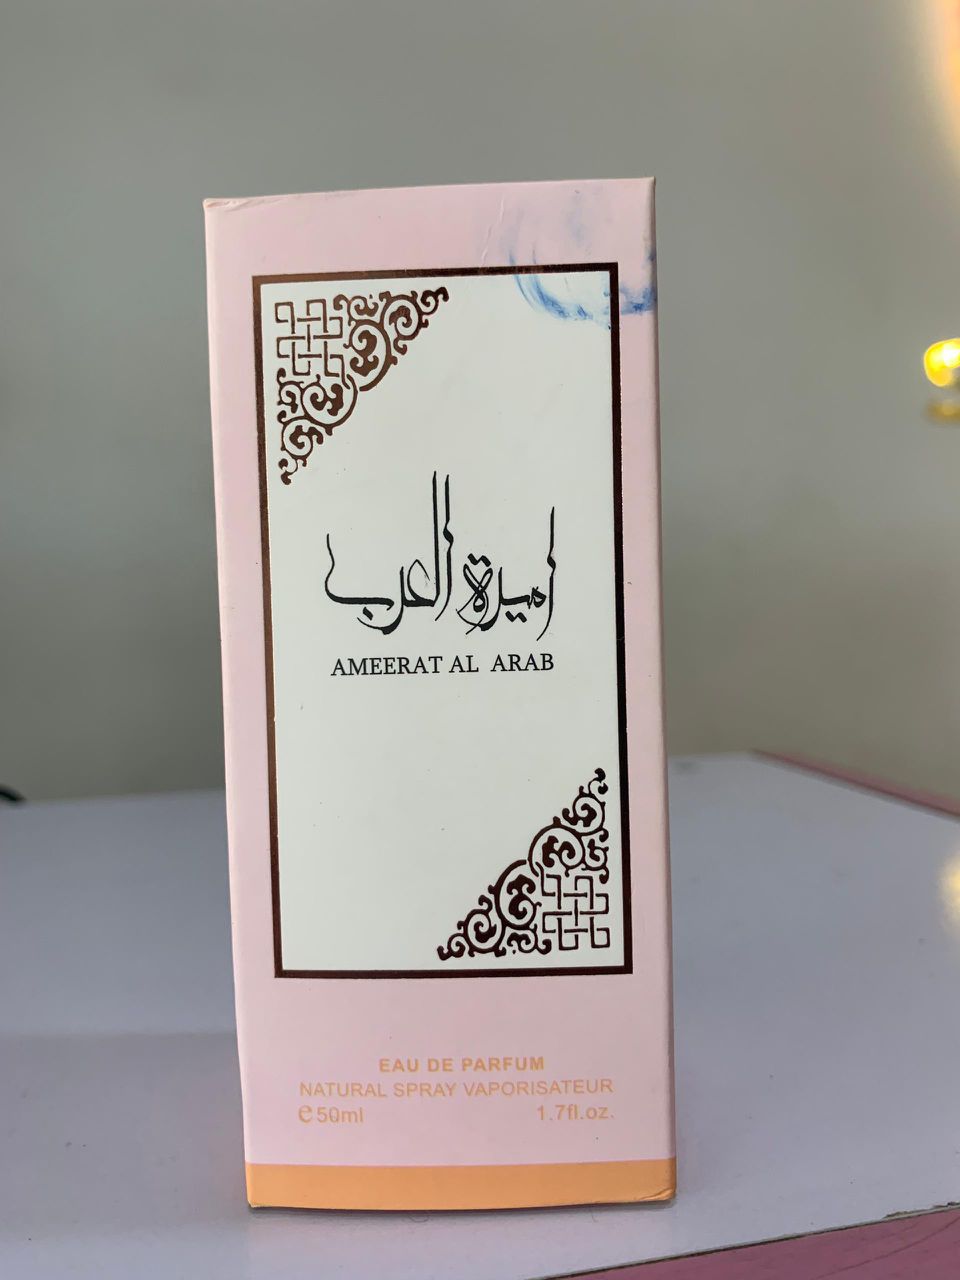 اميرة العرب
AMEERAT AL ARAB
EAU DE PARFUM
NATURAL SPRAY VAPORISATEUR
℮50ml 1.7fl.oz.